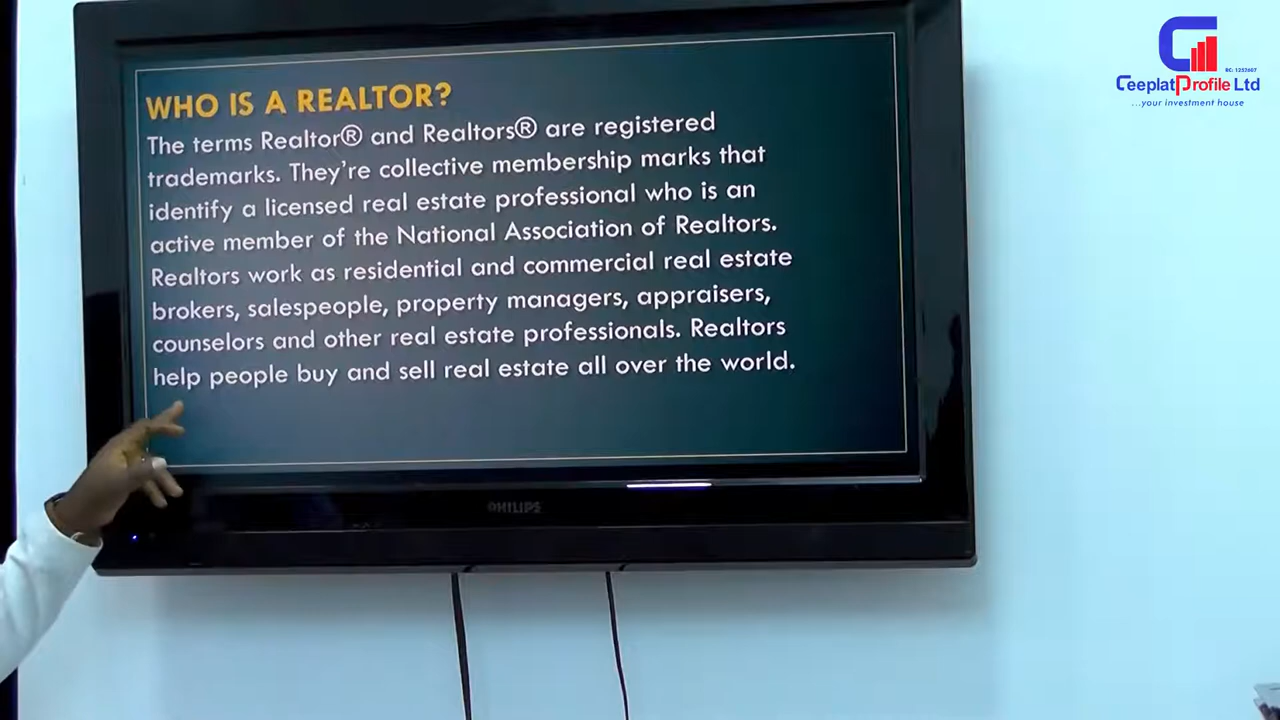 WHO IS A REALTOR?
The terms Realtor® and Realtors® are registered
trademarks. They're collective membership marks that
identify a licensed real estate professional who is an
active member of the National Association of Realtors.
Realtors work as residential and commercial real estate
brokers, salespeople, property managers, appraisers,
counselors and other real estate professionals. Realtors
help people buy and sell real estate all over the world.
PHILIPS
RC: 1252607
CeeplatProfile Ltd
...your investment house